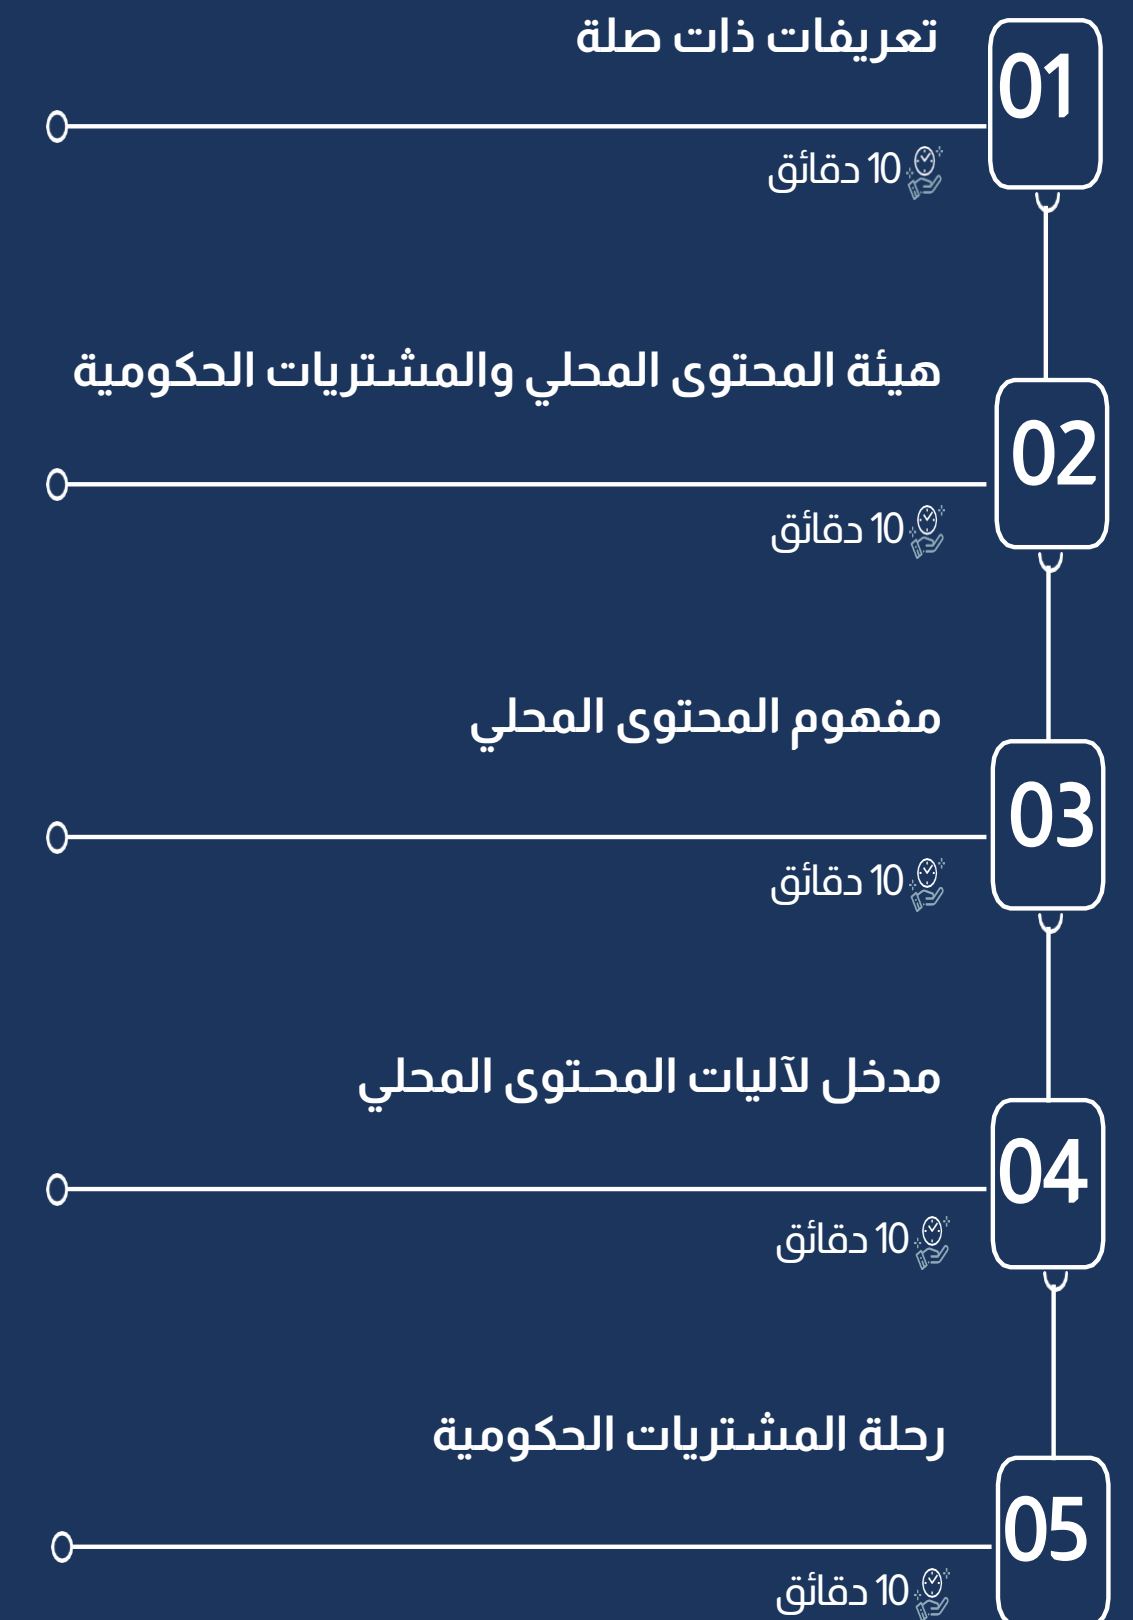 01
تعريفات ذات صلة
10 دقائق
02
هيئة المحتوى المحلي والمشتريات الحكومية
10 دقائق
03
مفهوم المحتوى المحلي
10 دقائق
04
مدخل لآليات المحتوى المحلي
10 دقائق
05
رحلة المشتريات الحكومية
10 دقائق